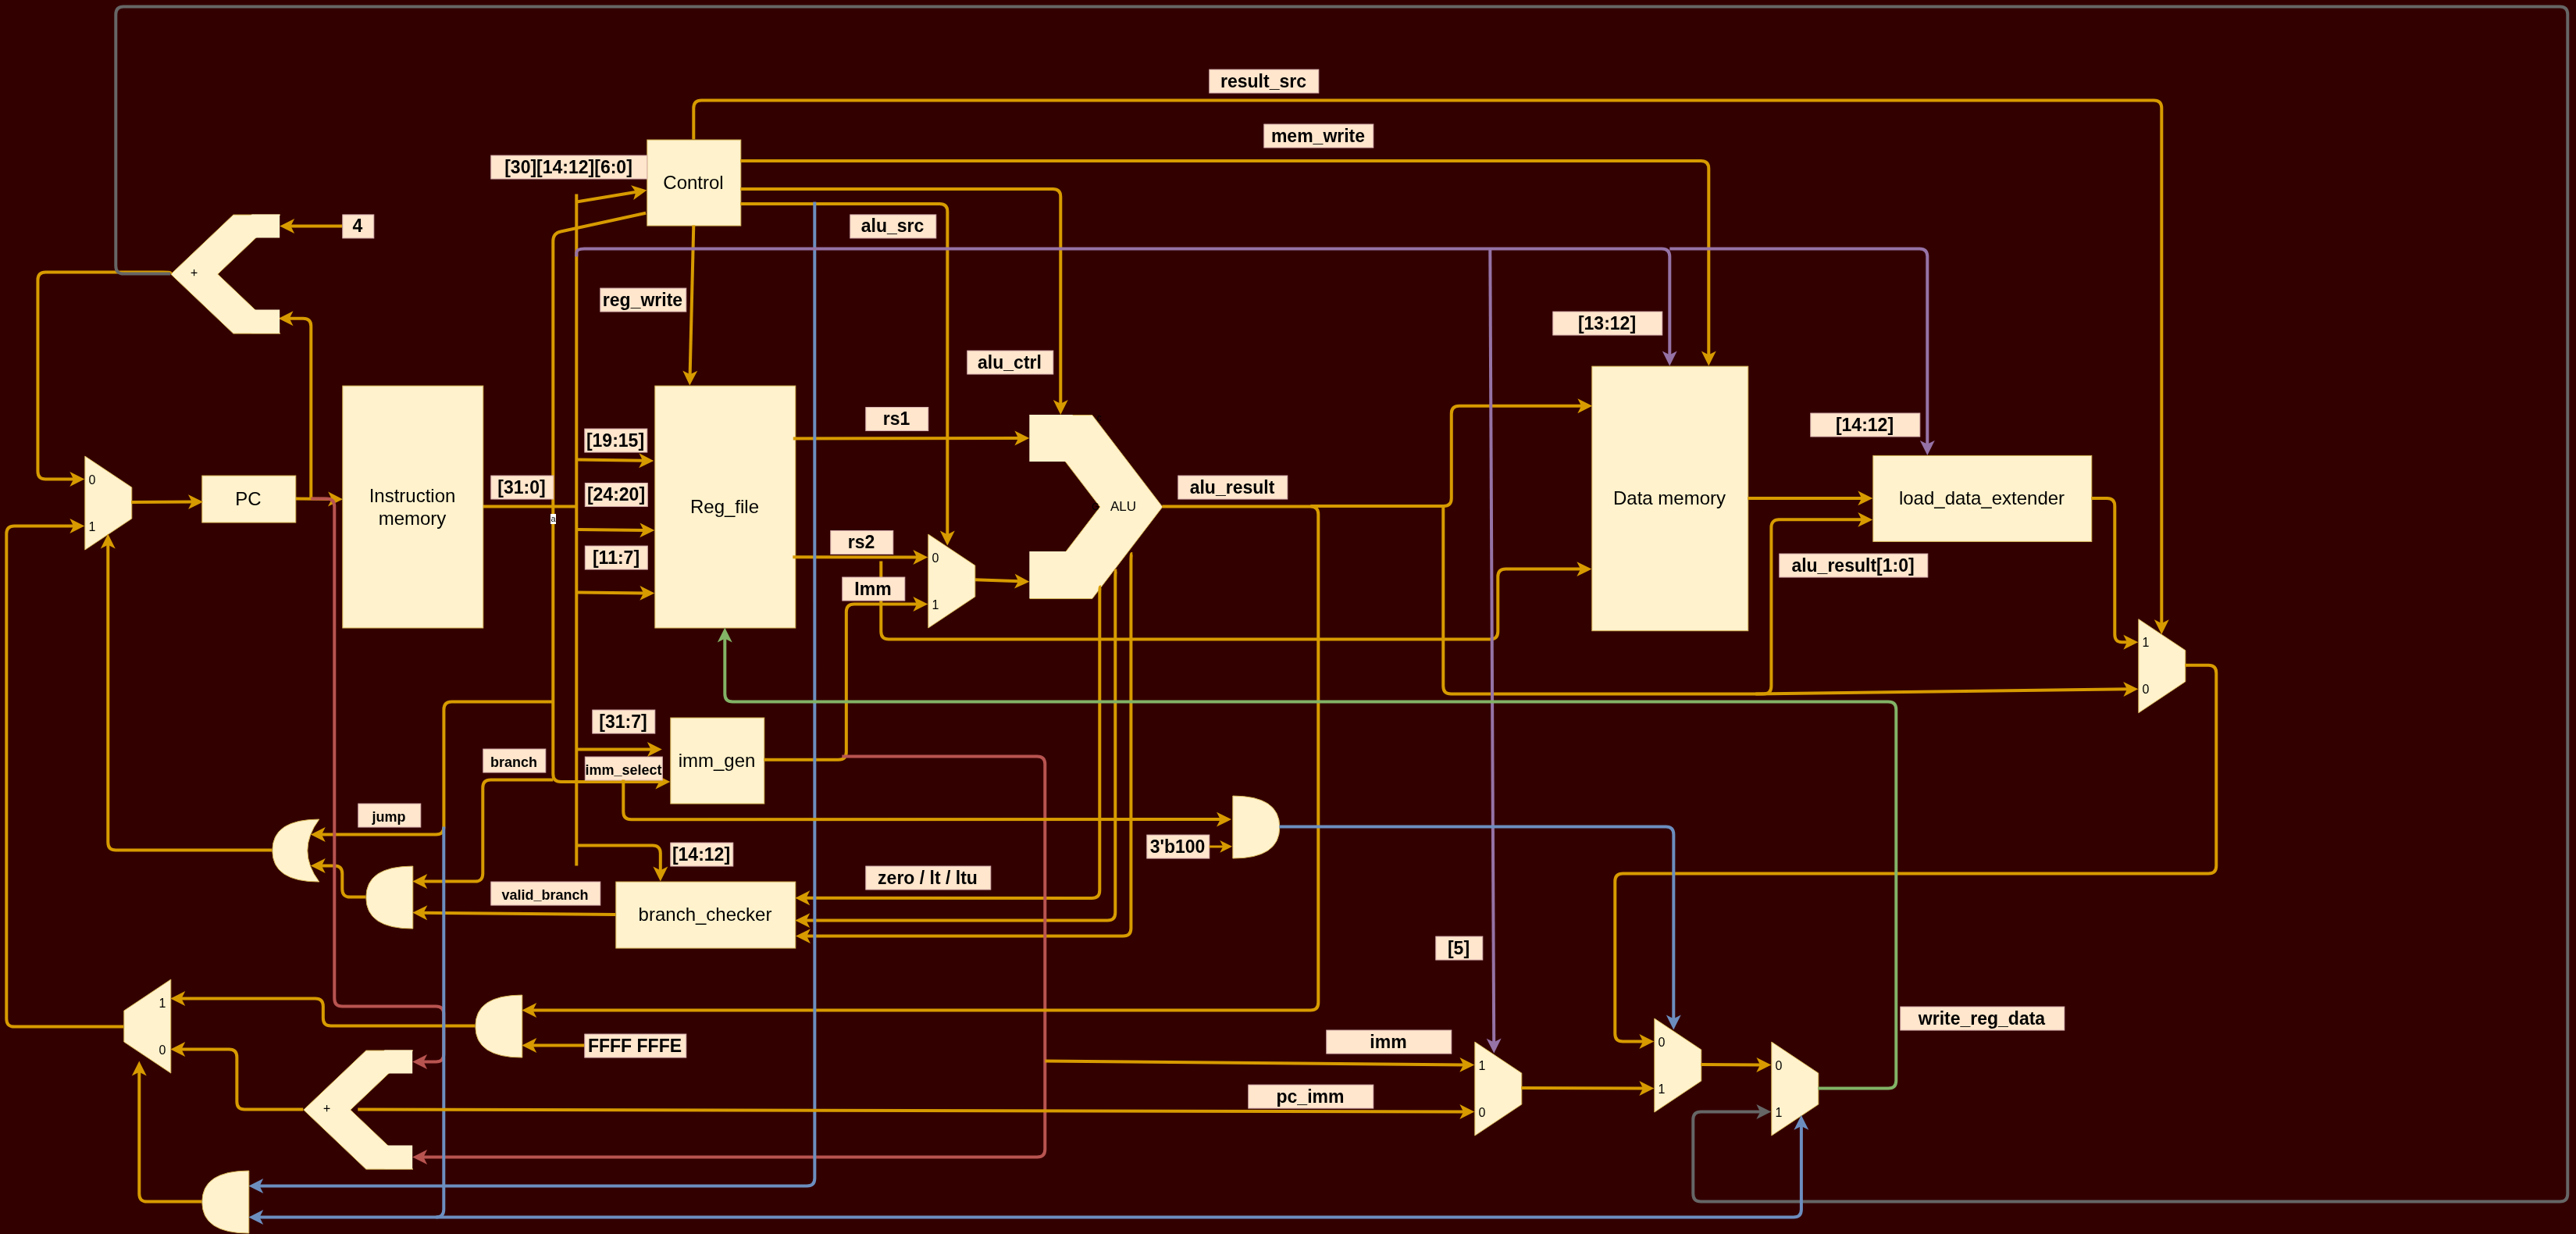 result_src
mem_write
[30][14:12][6:0]
Control
4
alu_src
+
reg_write
[13:12]
alu_ctrl
rs1
[14:12]
[19:15]
0
PC
1
Instruction
memory
[31:0]
[24:20]
Reg_file
[11:7]
rs2
Imm
0
1
ALU
alu_result
Data memory
load_data_extender
alu_result[1:0]
1
0
[31:7]
branch
imm_select
imm_gen
jump
3'b100
[14:12]
zero / lt / ltu
valid_branch
branch_checker
[5]
1
0
FFFF FFFE
imm
write_reg_data
+
pc_imm
1
0
0
1
0
1